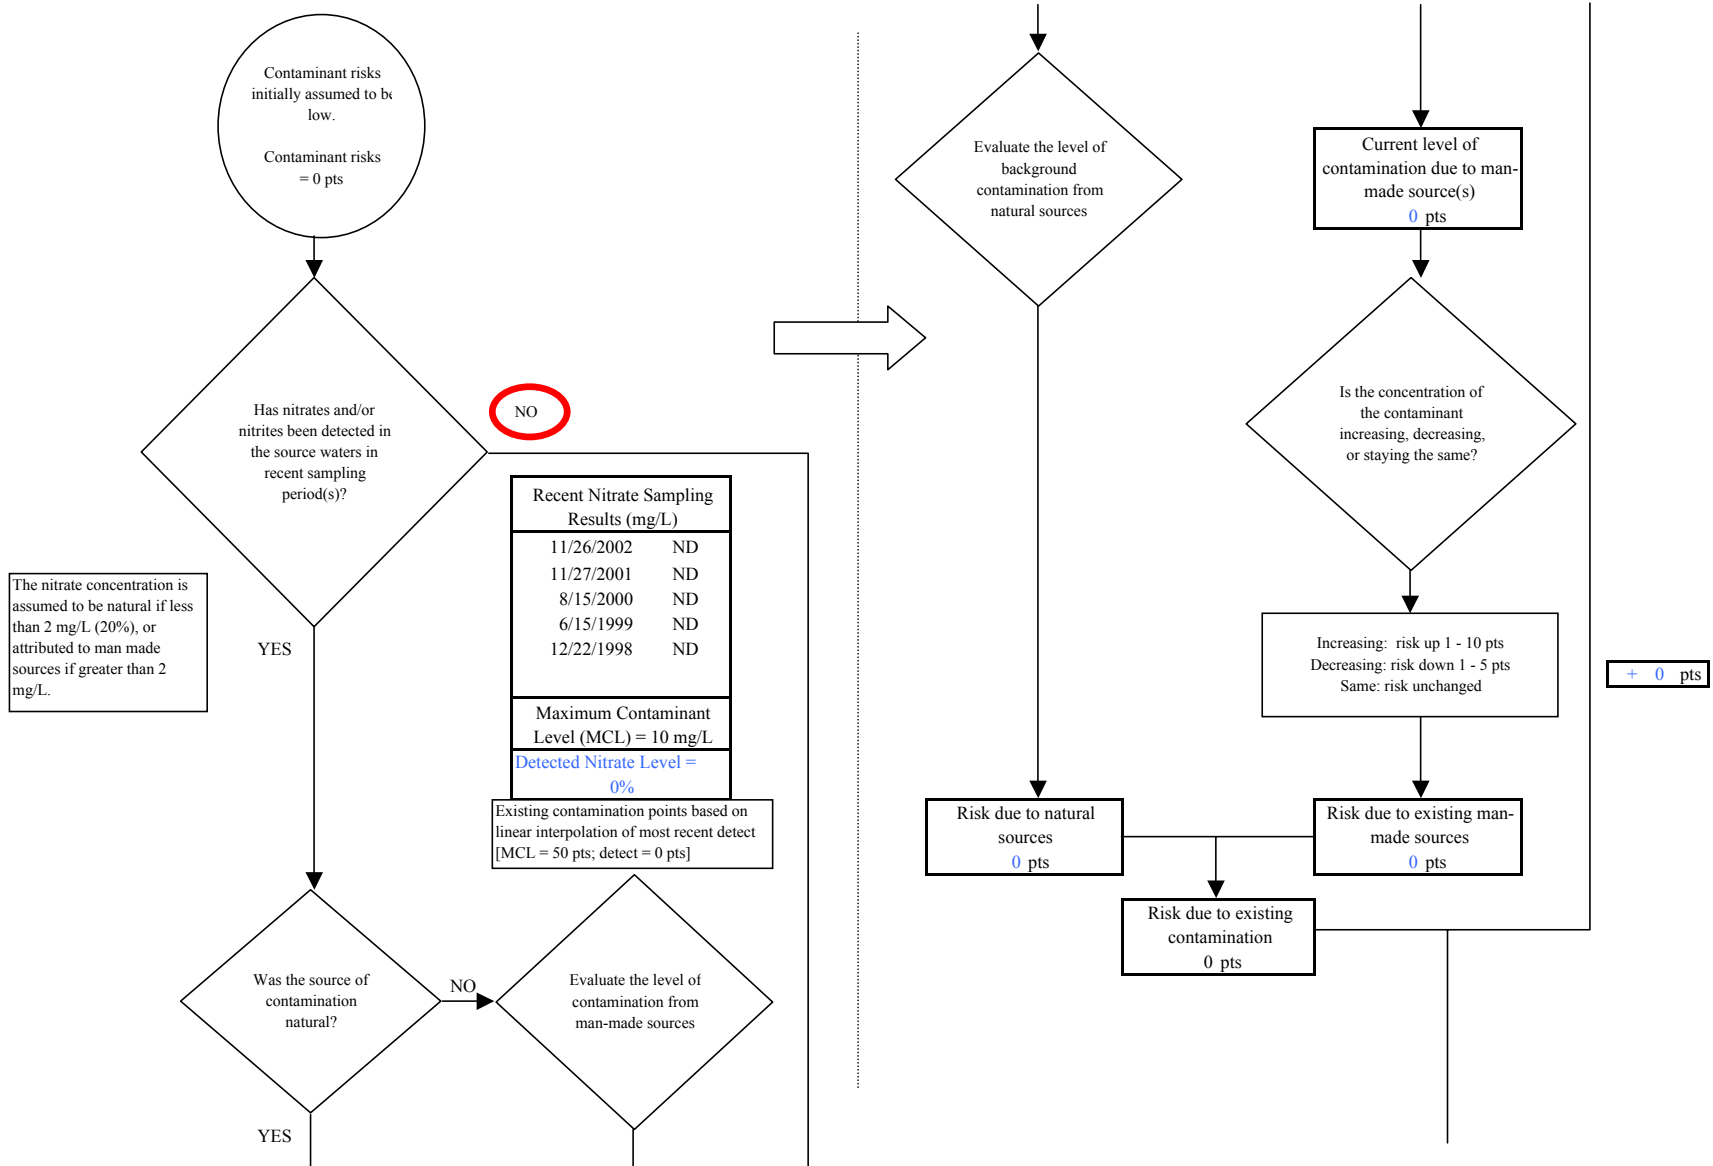 Contaminant risks
initially assumed to be
low.
Contaminant risks
= 0 pts
Has nitrates and/or
nitrites been detected in
the source waters in
recent sampling
period(s)?
NO
Recent Nitrate Sampling
Results (mg/L)
11/26/2002 ND
11/27/2001 ND
8/15/2000 ND
6/15/1999 ND
12/22/1998 ND
Maximum Contaminant
Level (MCL) = 10 mg/L
Detected Nitrate Level =
0%
Existing contamination points based on
linear interpolation of most recent detect
[MCL = 50 pts; detect = 0 pts]
The nitrate concentration is
assumed to be natural if less
than 2 mg/L (20%), or
attributed to man made
sources if greater than 2
mg/L.
YES
Was the source of
contamination
natural?
NO
Evaluate the level of
contamination from
man-made sources
YES
Evaluate the level of
background
contamination from
natural sources
Current level of
contamination due to man-
made source(s)
0 pts
Is the concentration of
the contaminant
increasing, decreasing,
or staying the same?
Increasing: risk up 1 - 10 pts
Decreasing: risk down 1 - 5 pts
Same: risk unchanged
+ 0 pts
Risk due to natural
sources
0 pts
Risk due to existing man-
made sources
0 pts
Risk due to existing
contamination
0 pts